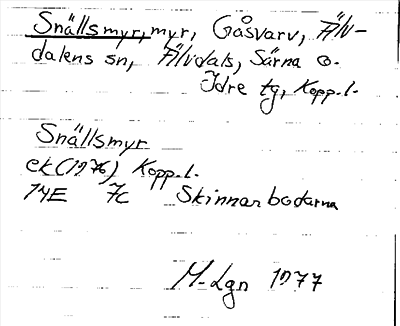 Snällsmyr, myr, Gåsvarv, Älv-
dalens sn, Älvdals, Särna o.
Idre tg, Kopp.l.
Snällsmyr
ek (1976) Kopp.l.
14E 7c Skinnarbodarna
M-Lgn 1977